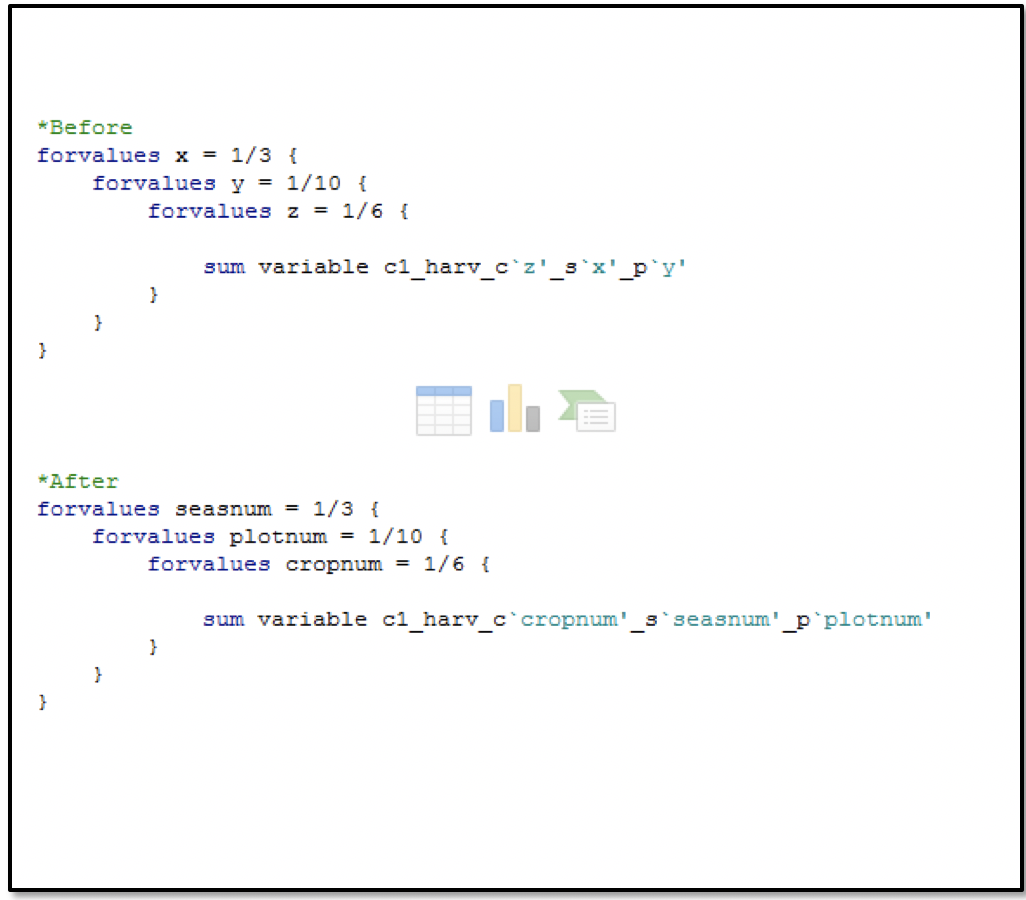 *Before
forvalues x = 1/3 {
    forvalues y = 1/10 {
        forvalues z = 1/6 {
            sum variable c1_harv_c`z'_s`x'_p`y'
        }
    }
}
*After
forvalues seasnum = 1/3 {
    forvalues plotnum = 1/10 {
        forvalues cropnum = 1/6 {
            sum variable c1_harv_c`cropnum'_s`seasnum'_p`plotnum'
        }
    }
}